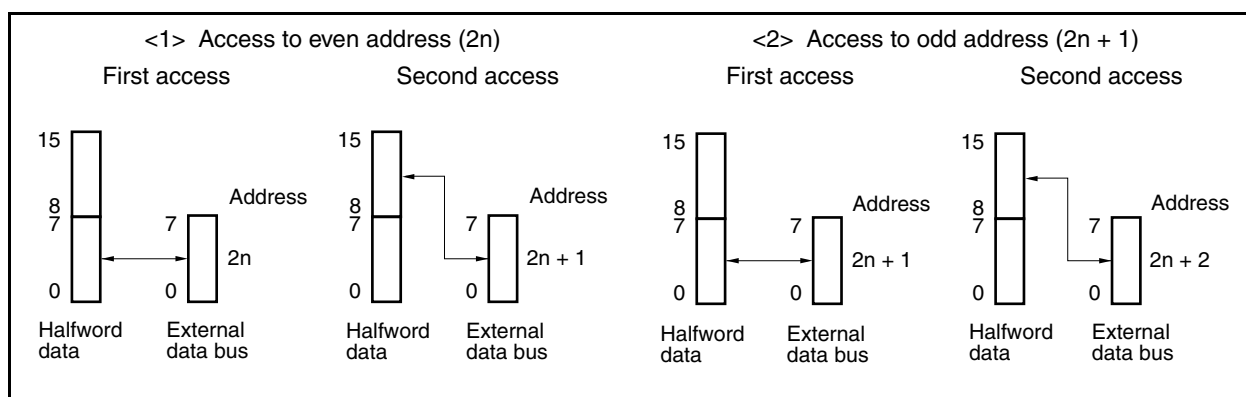 <1> Access to even address (2n)
First access
Second access
15
8
7
0
Address
7
2n
0
Halfword
data
External
data bus
15
8
7
0
Address
7
2n + 1
0
Halfword
data
External
data bus
<2> Access to odd address (2n + 1)
First access
Second access
15
8
7
0
Address
7
2n + 1
0
Halfword
data
External
data bus
15
8
7
0
Address
7
2n + 2
0
Halfword
data
External
data bus